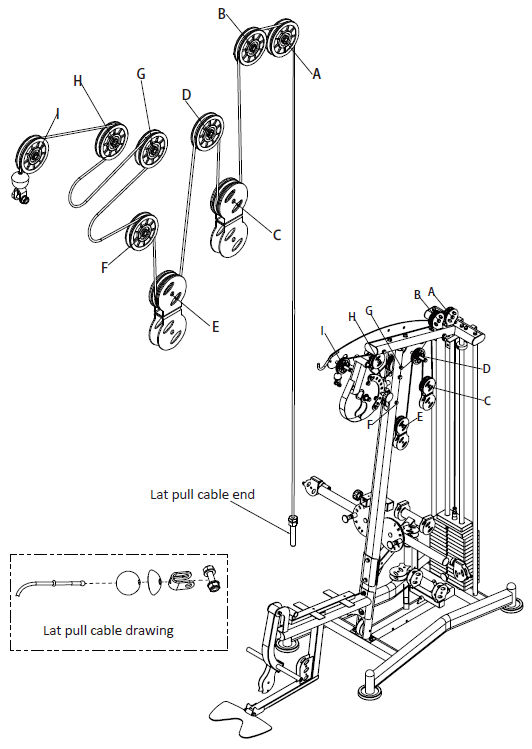 B
A
G
H
D
I
C
F
E
A
B
G
H
I
D
C
E
F
Lat pull cable end
Lat pull cable drawing